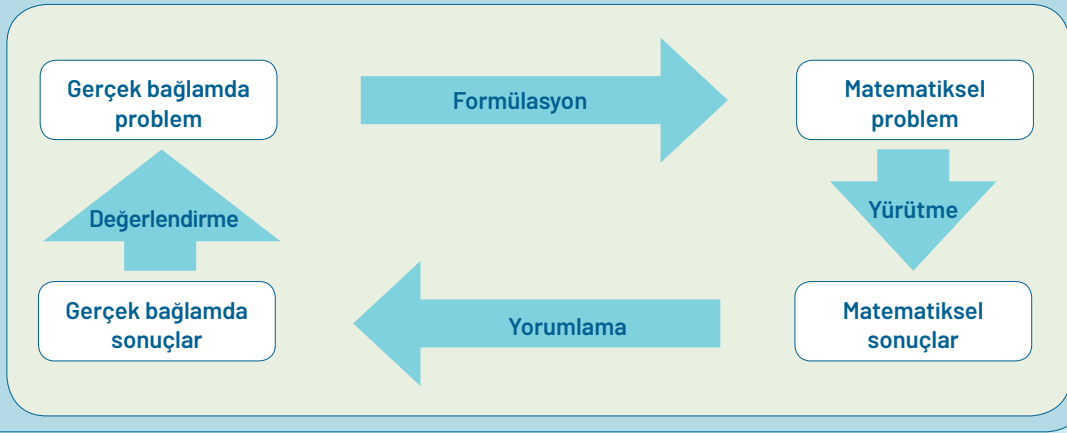 Gerçek bağlamda
problem
Formülasyon
Matematiksel
problem
Değerlendirme
Yürütme
Gerçek bağlamda
sonuçlar
Yorumlama
Matematiksel
sonuçlar